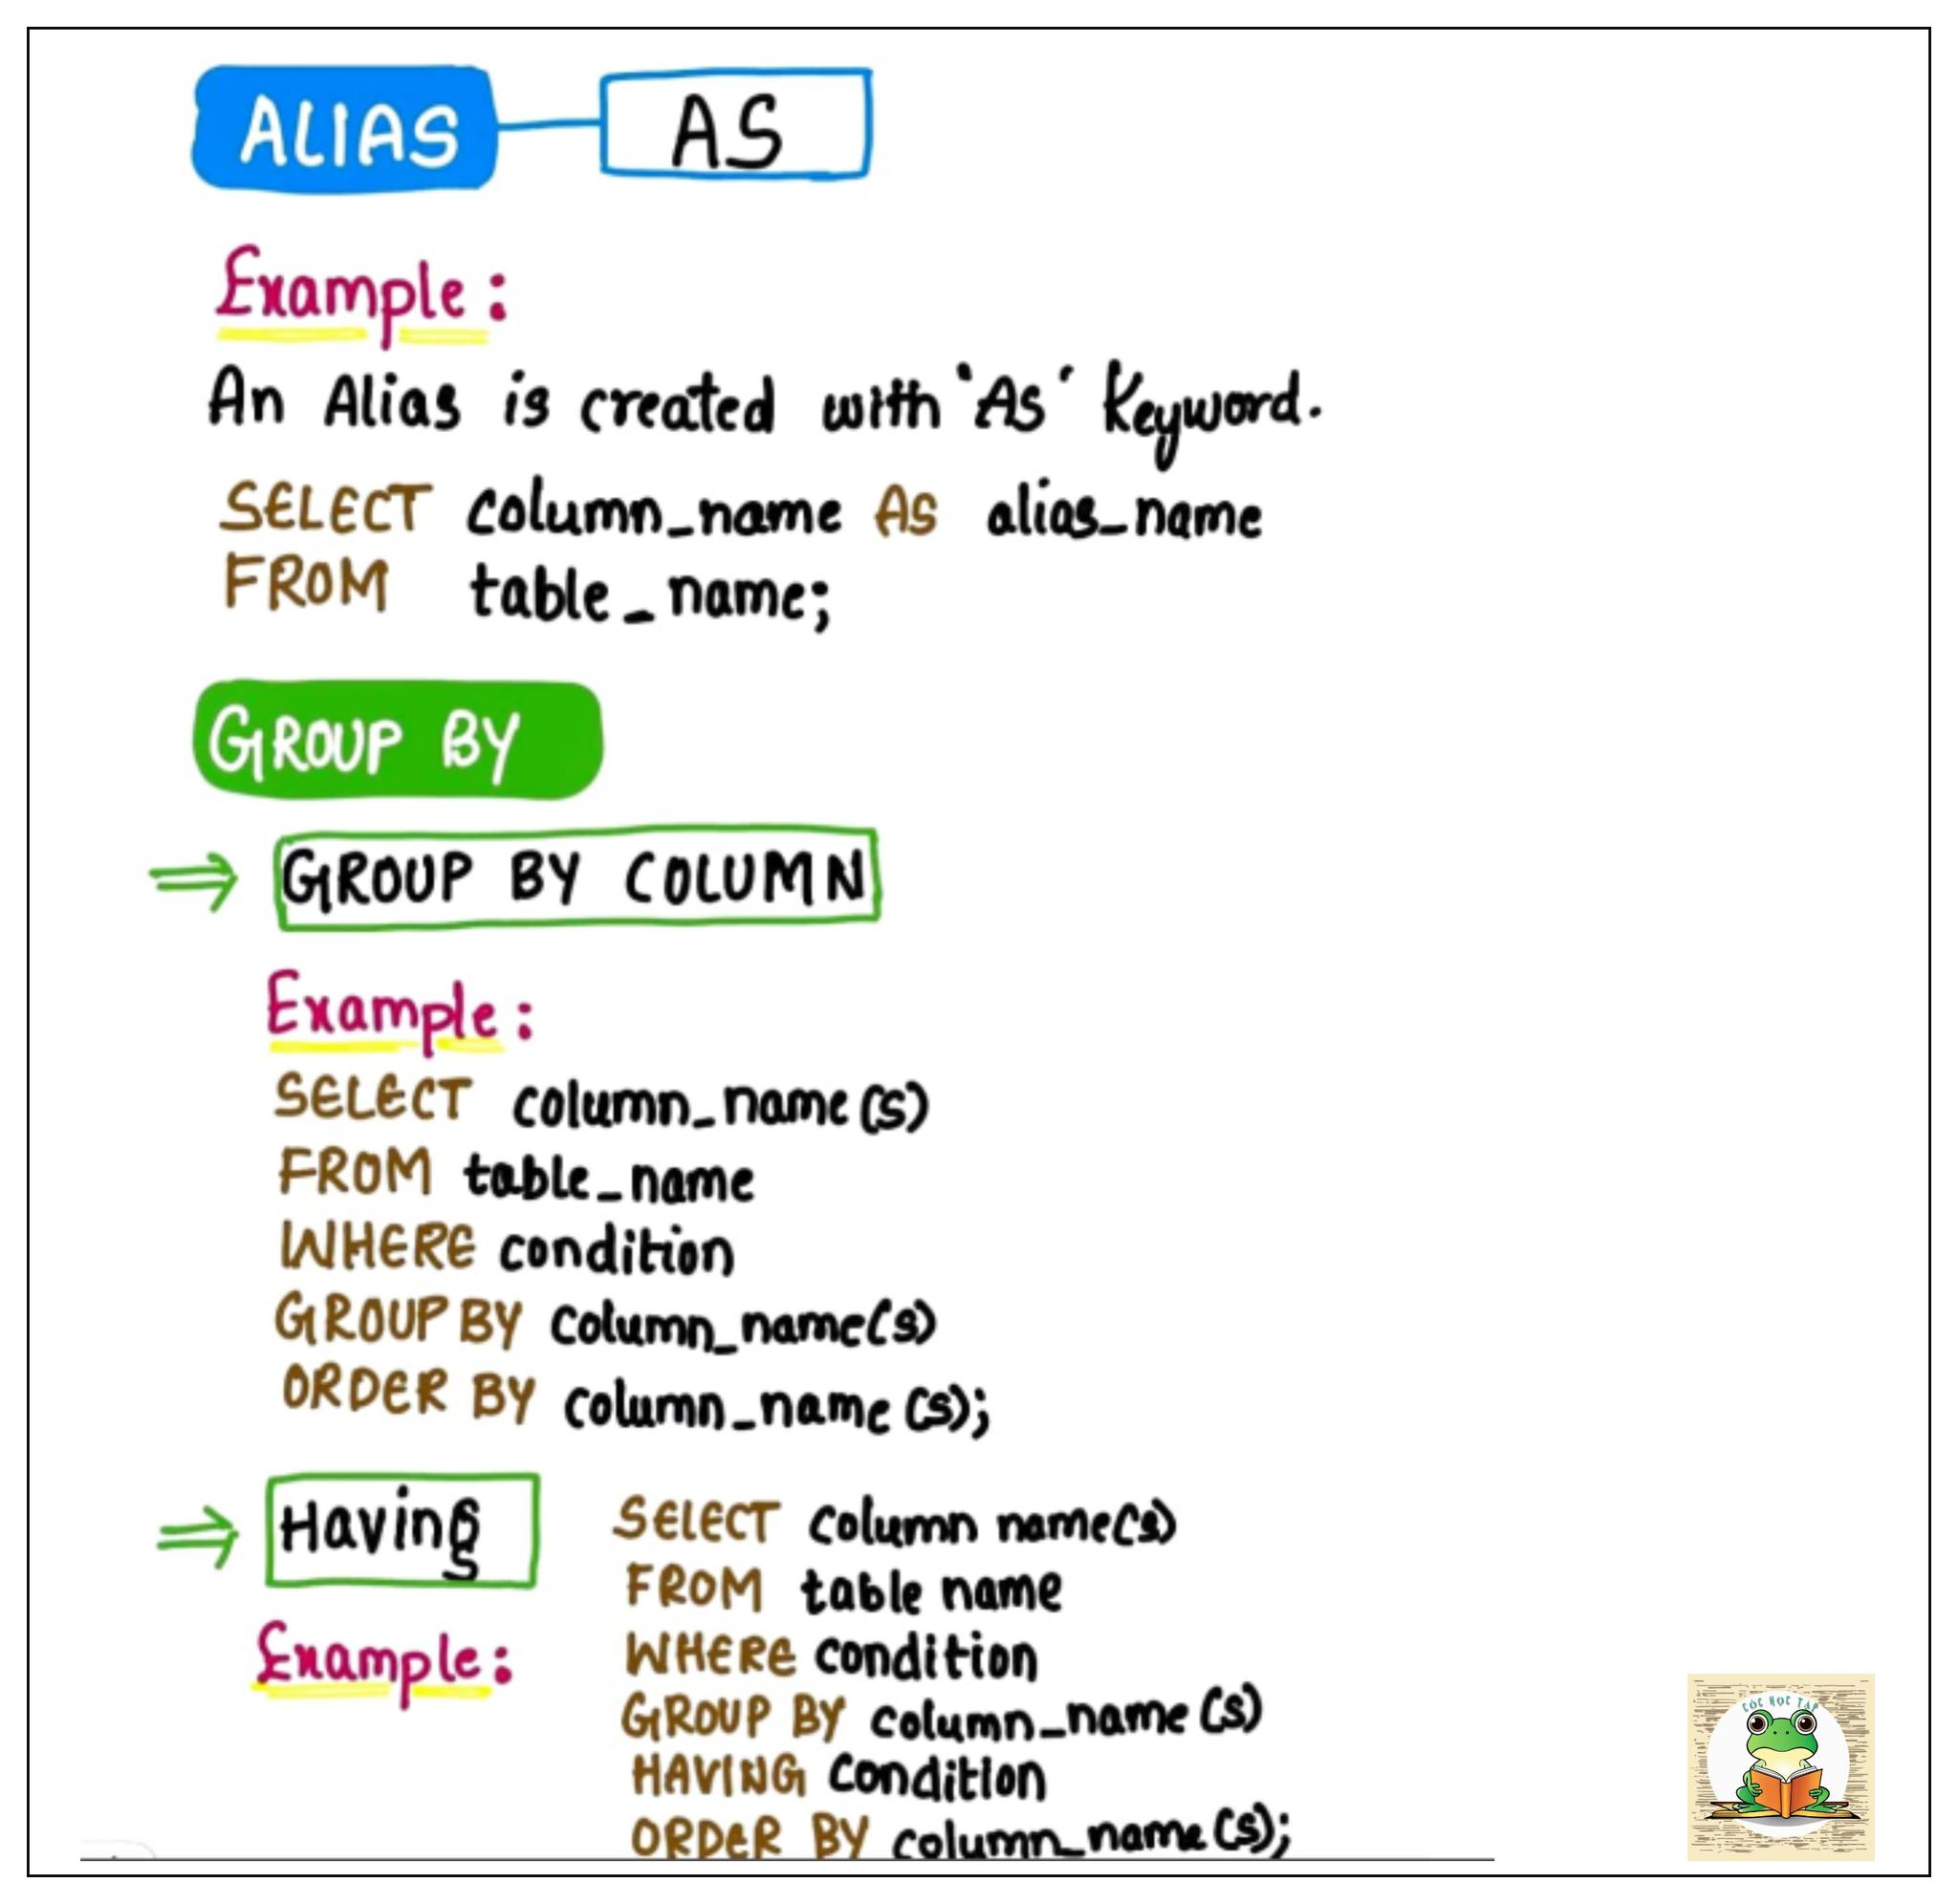 ALIAS AS
Example:
An Alias is created with 'As' Keyword.
SELECT column_name As alias_name
FROM table_name;
GROUP BY
⇒ GROUP BY COLUMN
Example:
SELECT column_name(s)
FROM table_name
WHERE condition
GROUP BY column_name(s)
ORDER BY column_name(s);
⇒ Having
Example:
SELECT column name(s)
FROM table name
WHERE condition
GROUP BY column_name(s)
HAVING condition
ORDER BY column_name(s);
CÓC HỌC TẬP